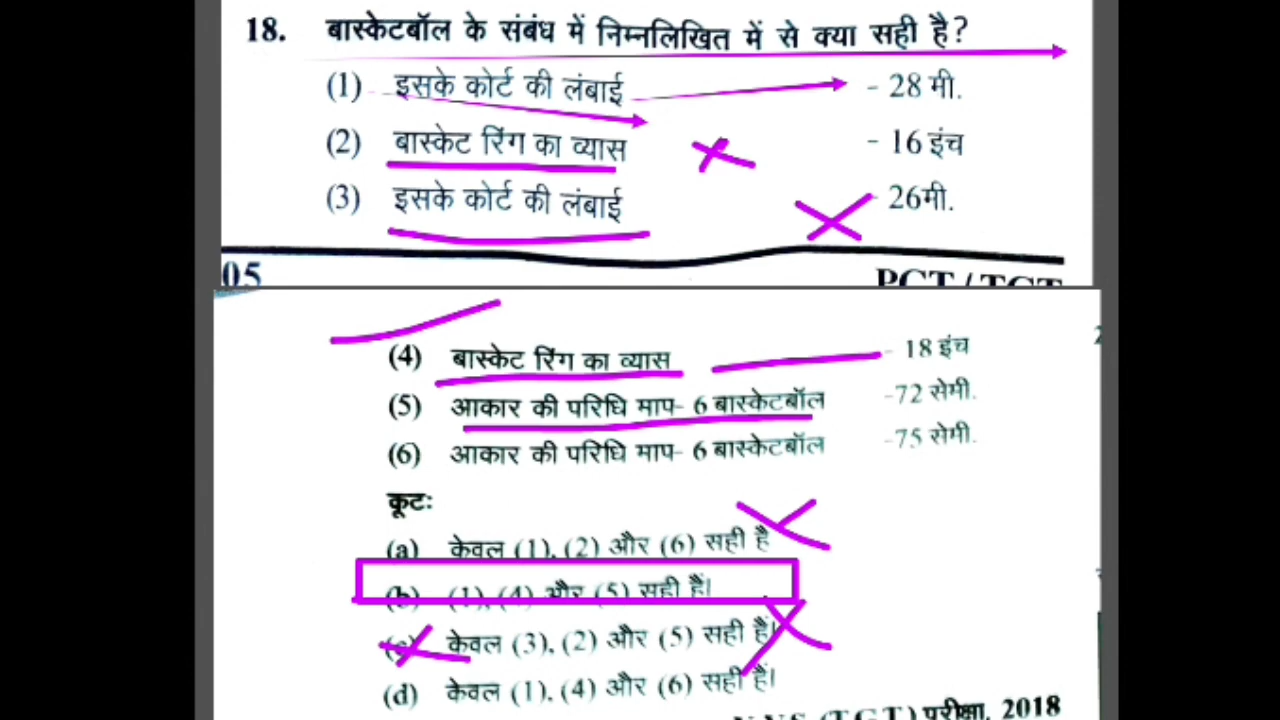 18. बास्केटबॉल के संबंध में निम्नलिखित में से क्या सही है?
(1) इसके कोर्ट की लंबाई - 28 मी.
(2) बास्केट रिंग का व्यास - 16 इंच
(3) इसके कोर्ट की लंबाई - 26मी.
05 PGT / TGT
(4) बास्केट रिंग का व्यास - 18 इंच
(5) आकार की परिधि माप- 6 बास्केटबॉल -72 सेमी.
(6) आकार की परिधि माप- 6 बास्केटबॉल -75 सेमी.
कूटः
(a) केवल (1), (2) और (6) सही है
(b) (1), (4) और (5) सही हैं।
(c) केवल (3), (2) और (5) सही हैं।
(d) केवल (1), (4) और (6) सही हैं।
(T.G.T.) परीक्षा, 2018